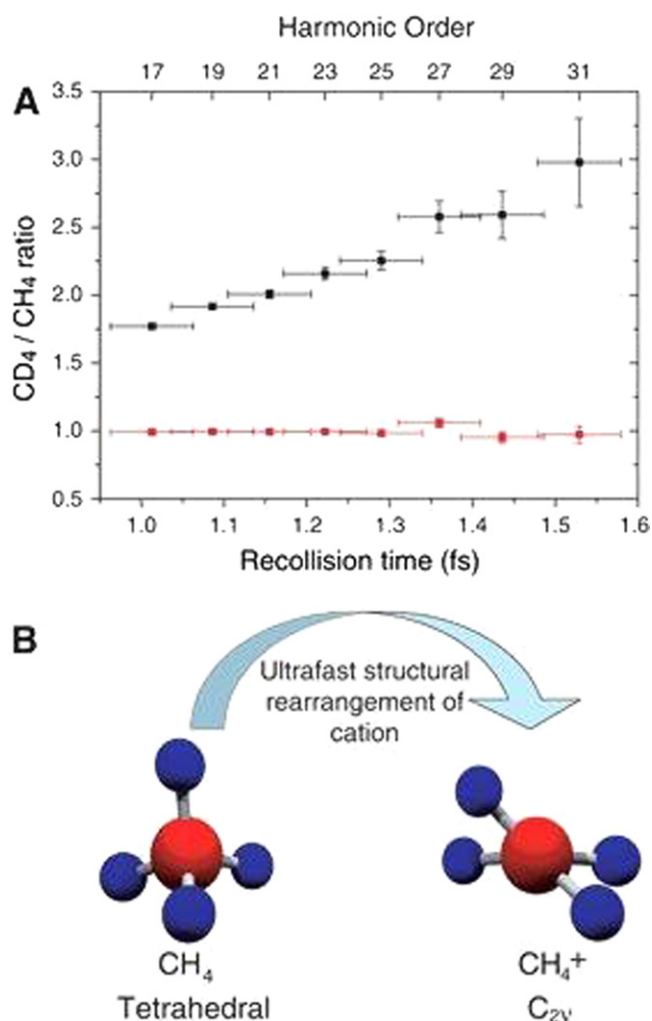 Harmonic Order
17 19 21 23 25 27 29 31
A
3.5
3.0
2.5
2.0
1.5
1.0
0.5
CD₄ / CH₄ ratio
1.0 1.1 1.2 1.3 1.4 1.5 1.6
Recollision time (fs)
B
Ultrafast structural
rearrangement of
cation
CH₄ CH₄⁺
Tetrahedral C₂ᵥ